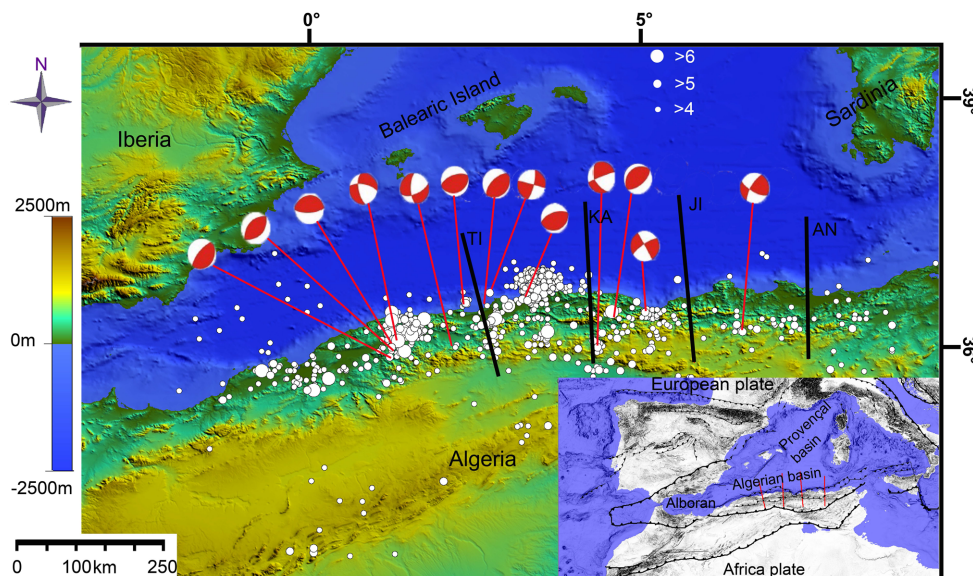 0° 5°
N
>6
>5
>4
39°
Balearic Island
Sardinia
Iberia
2500m
TI
KA
JI
AN
0m
36°
European plate
Provençal
basin
Algeria
Algerian basin
-2500m
Alboran
0 100km 250
Africa plate